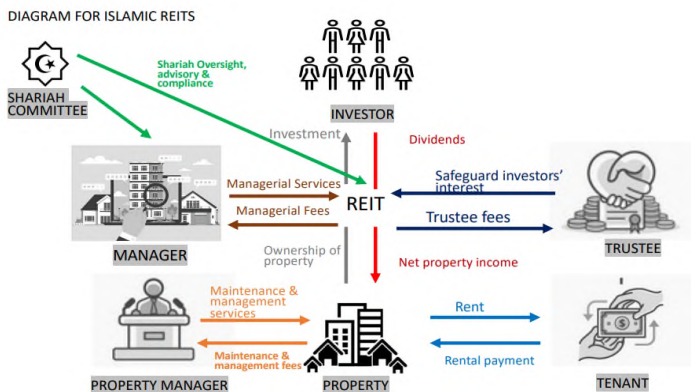 DIAGRAM FOR ISLAMIC REITS
Shariah Oversight,
advisory &
compliance
SHARIAH
COMMITTEE
INVESTOR
Investment
Dividends
Managerial Services
Safeguard investors'
interest
REIT
Managerial Fees
Trustee fees
MANAGER
TRUSTEE
Ownership of
property
Net property income
Maintenance &
management
services
Rent
Maintenance &
management fees
Rental payment
PROPERTY MANAGER
PROPERTY
TENANT